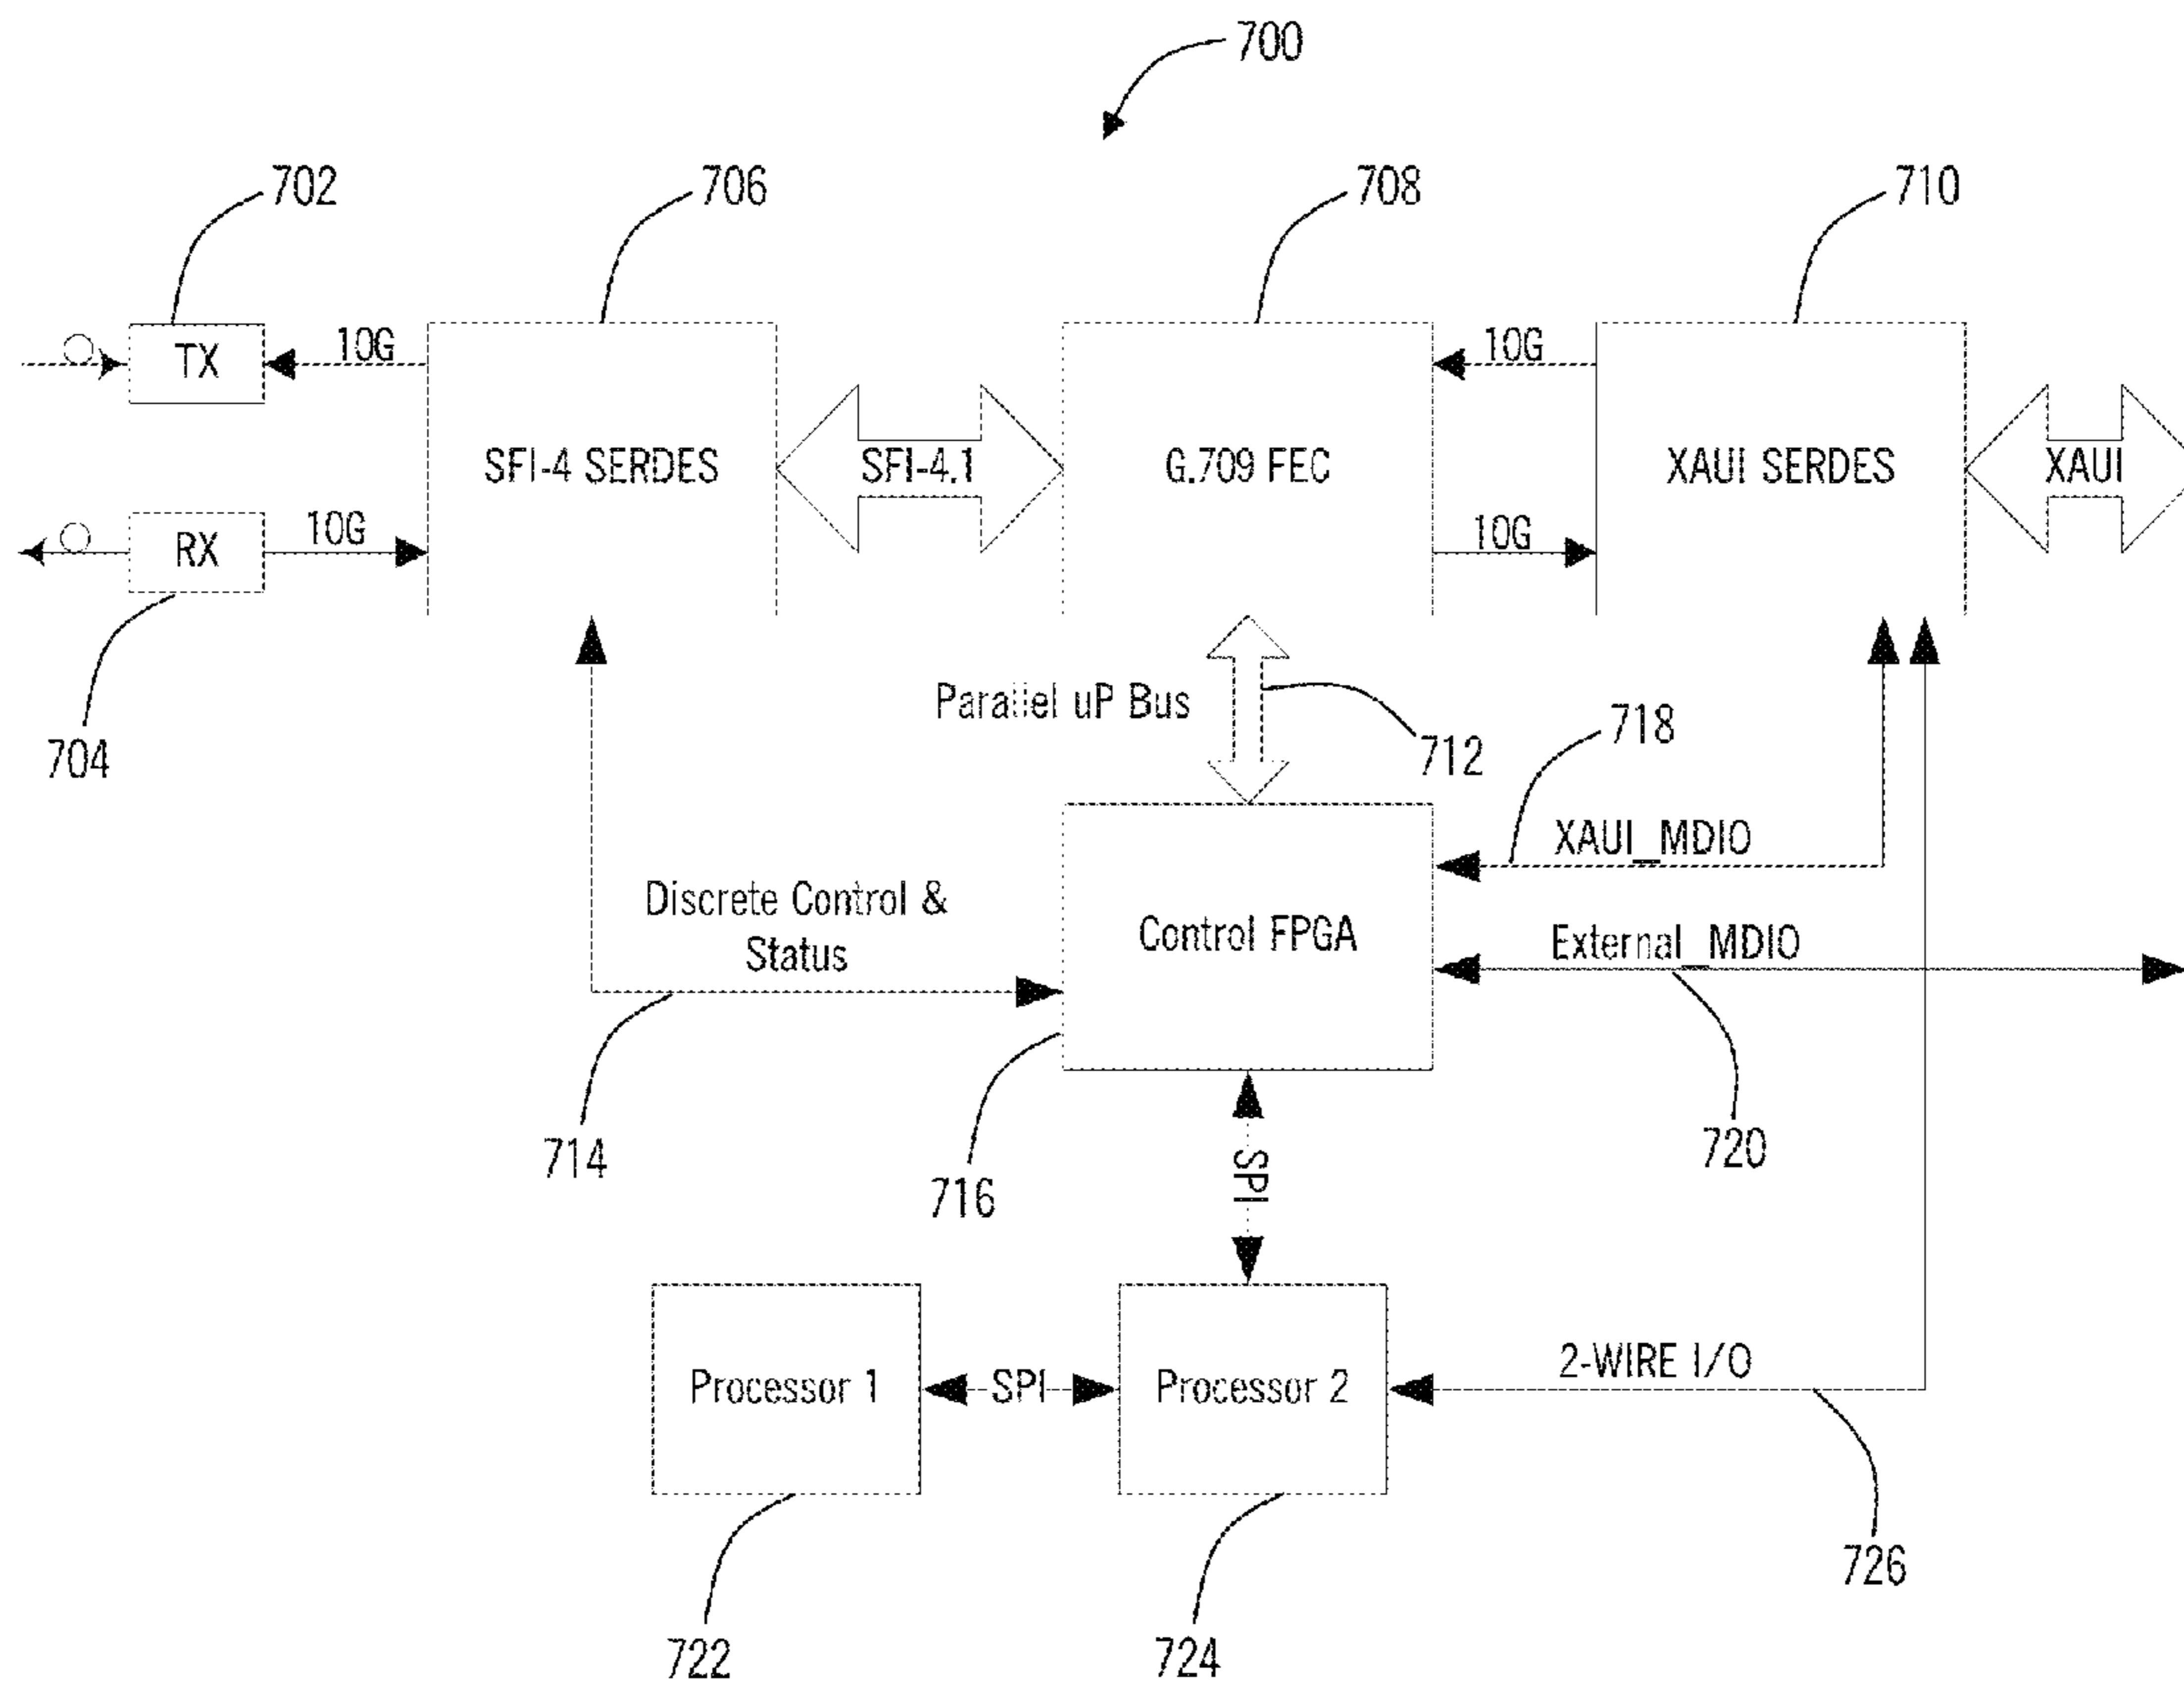 700
702
706
708
710
10G
TX
10G
SFI-4 SERDES
SFI-4.1
G.709 FEC
XAUI SERDES
XAUI
RX
10G
10G
704
Parallel uP Bus
712
718
XAUI_MDIO
Discrete Control &
Status
Control FPGA
External_MDIO
714
716
SPI
720
Processor 1
SPI
Processor 2
2-WIRE I/O
726
722
724